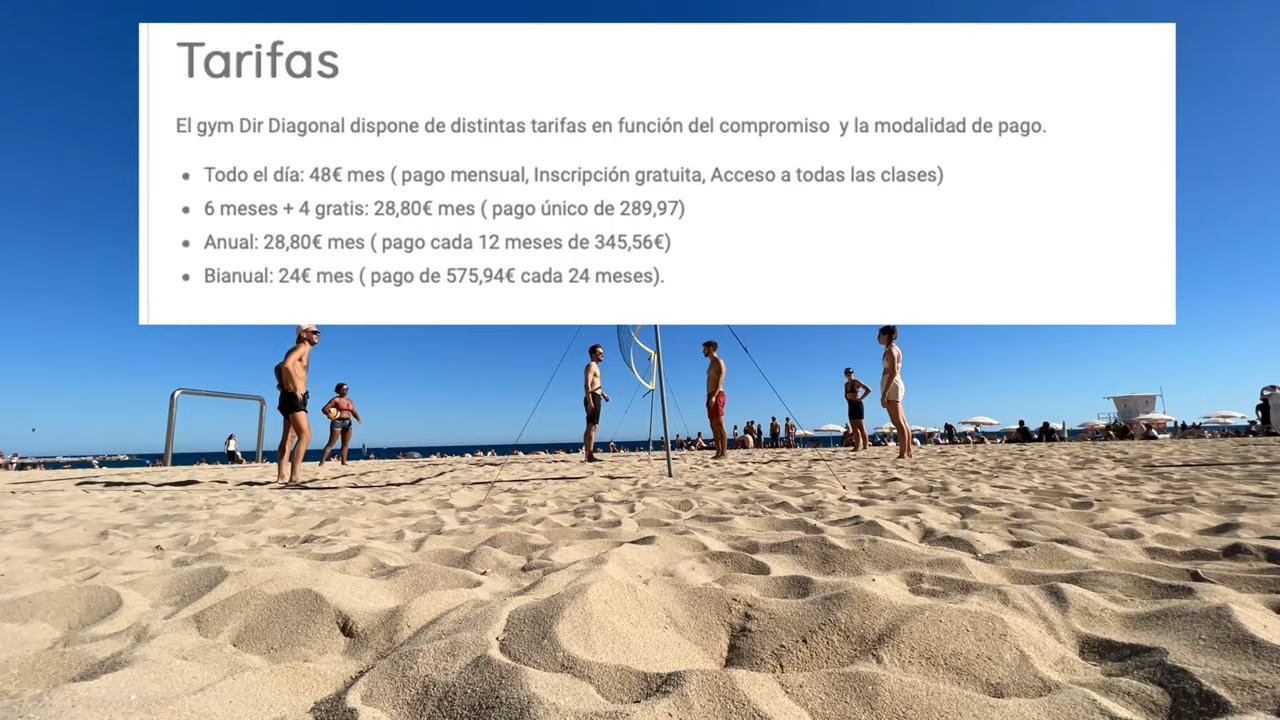 Tarifas
El gym Dir Diagonal dispone de distintas tarifas en función del compromiso  y la modalidad de pago.
• Todo el día: 48€ mes ( pago mensual, Inscripción gratuita, Acceso a todas las clases)
• 6 meses + 4 gratis: 28,80€ mes ( pago único de 289,97)
• Anual: 28,80€ mes ( pago cada 12 meses de 345,56€)
• Bianual: 24€ mes ( pago de 575,94€ cada 24 meses).